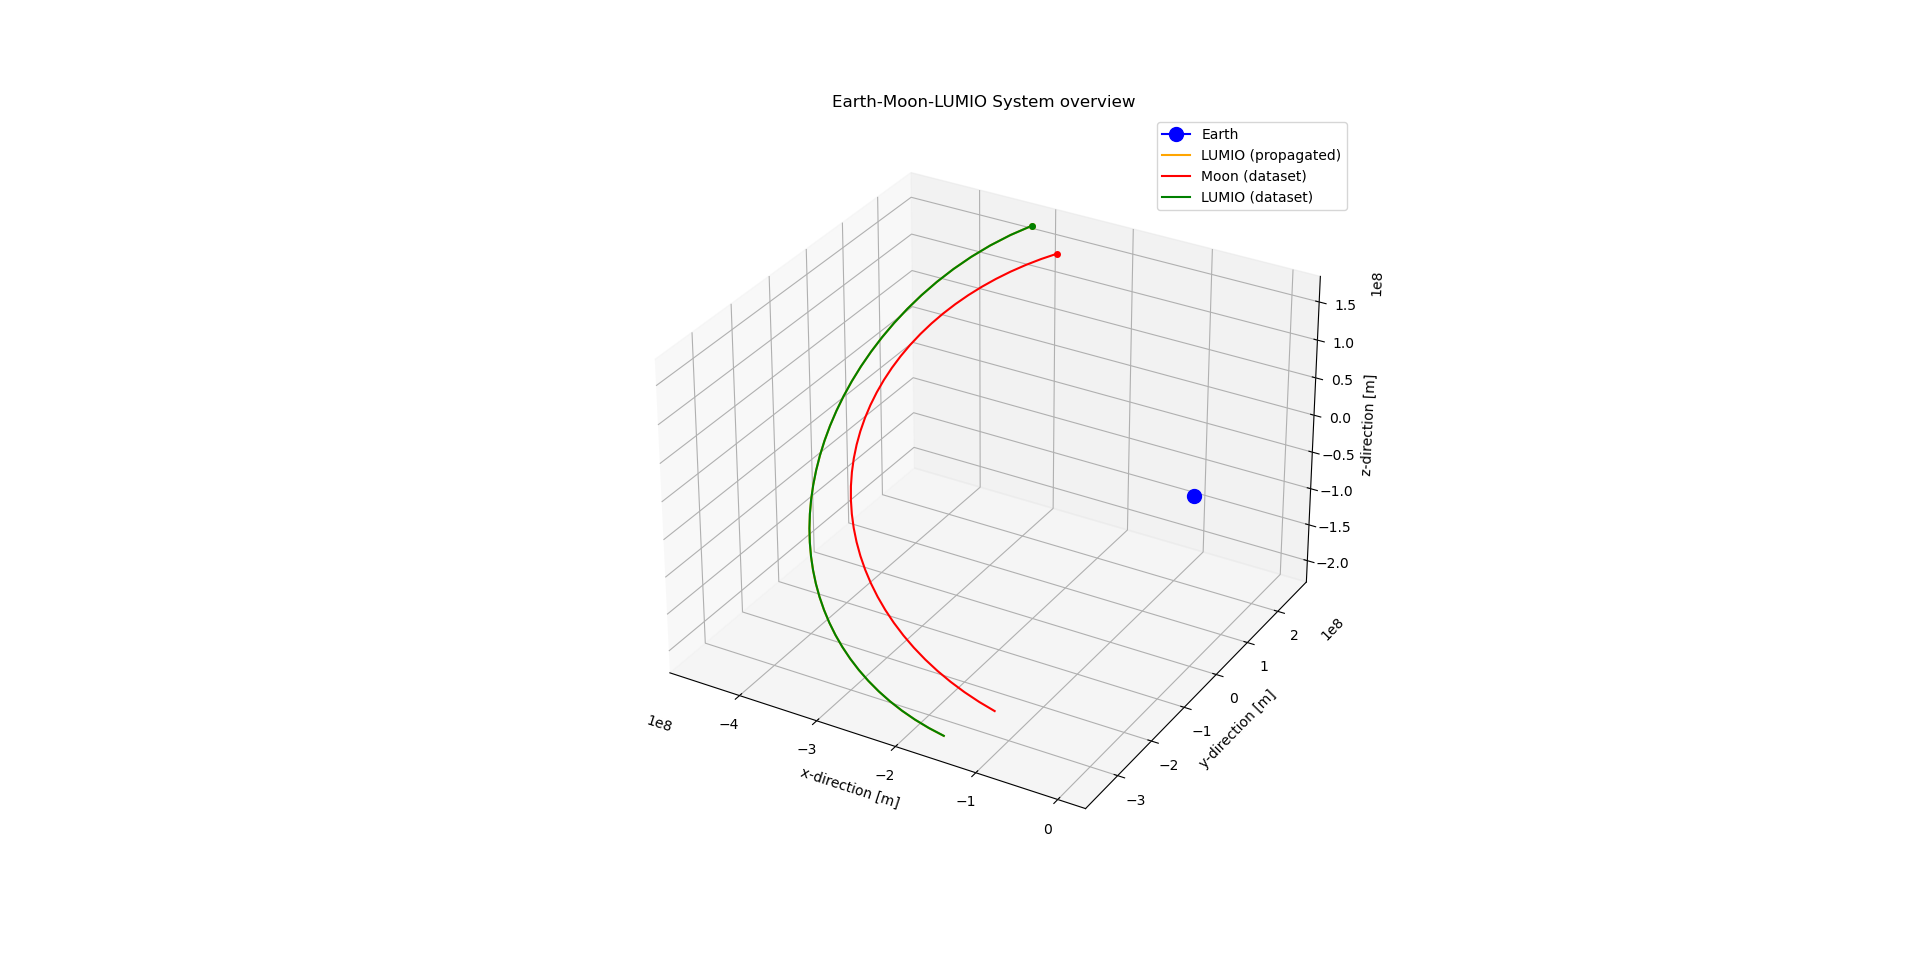 Earth-Moon-LUMIO System overview
Earth
LUMIO (propagated)
Moon (dataset)
LUMIO (dataset)
1e8
1.5
1.0
0.5
0.0
−0.5
−1.0
−1.5
−2.0
z-direction [m]
1e8
2
1
0
−1
−2
−3
y-direction [m]
1e8
−4
−3
−2
−1
0
x-direction [m]